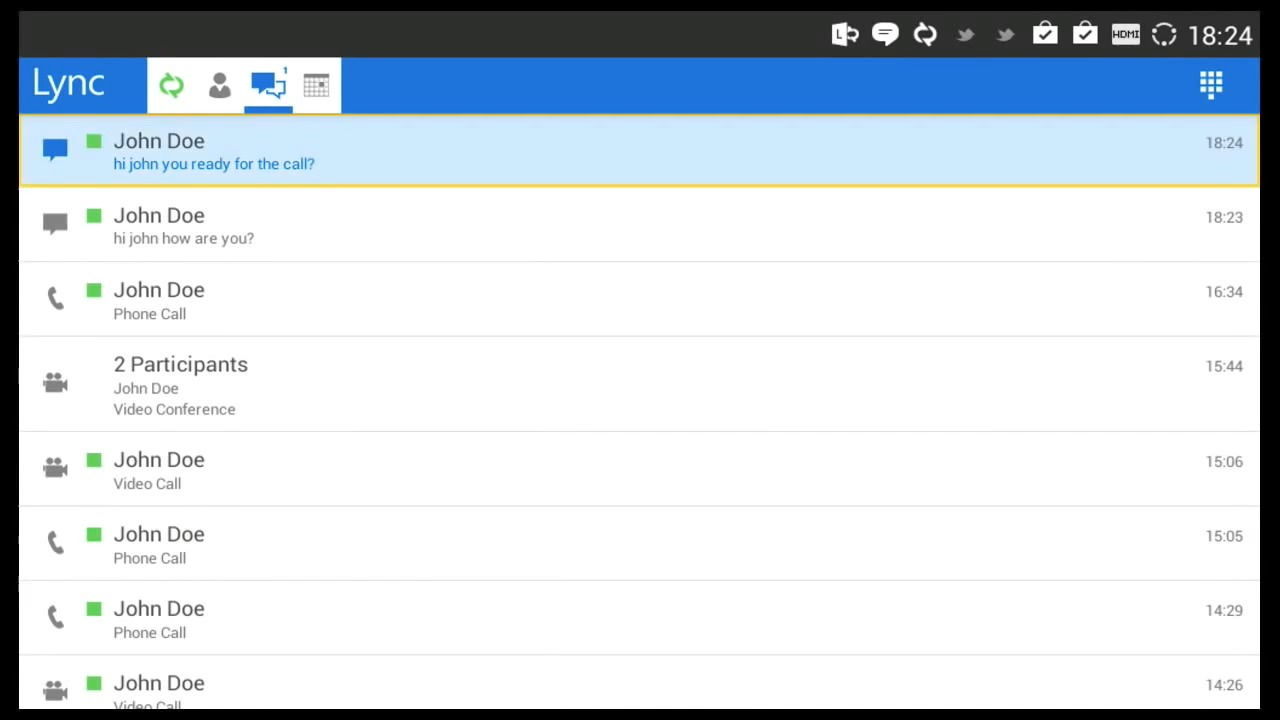 HDMI 18:24
Lync 1
John Doe 18:24
hi john you ready for the call?
John Doe 18:23
hi john how are you?
John Doe 16:34
Phone Call
2 Participants 15:44
John Doe
Video Conference
John Doe 15:06
Video Call
John Doe 15:05
Phone Call
John Doe 14:29
Phone Call
John Doe 14:26
Video Call